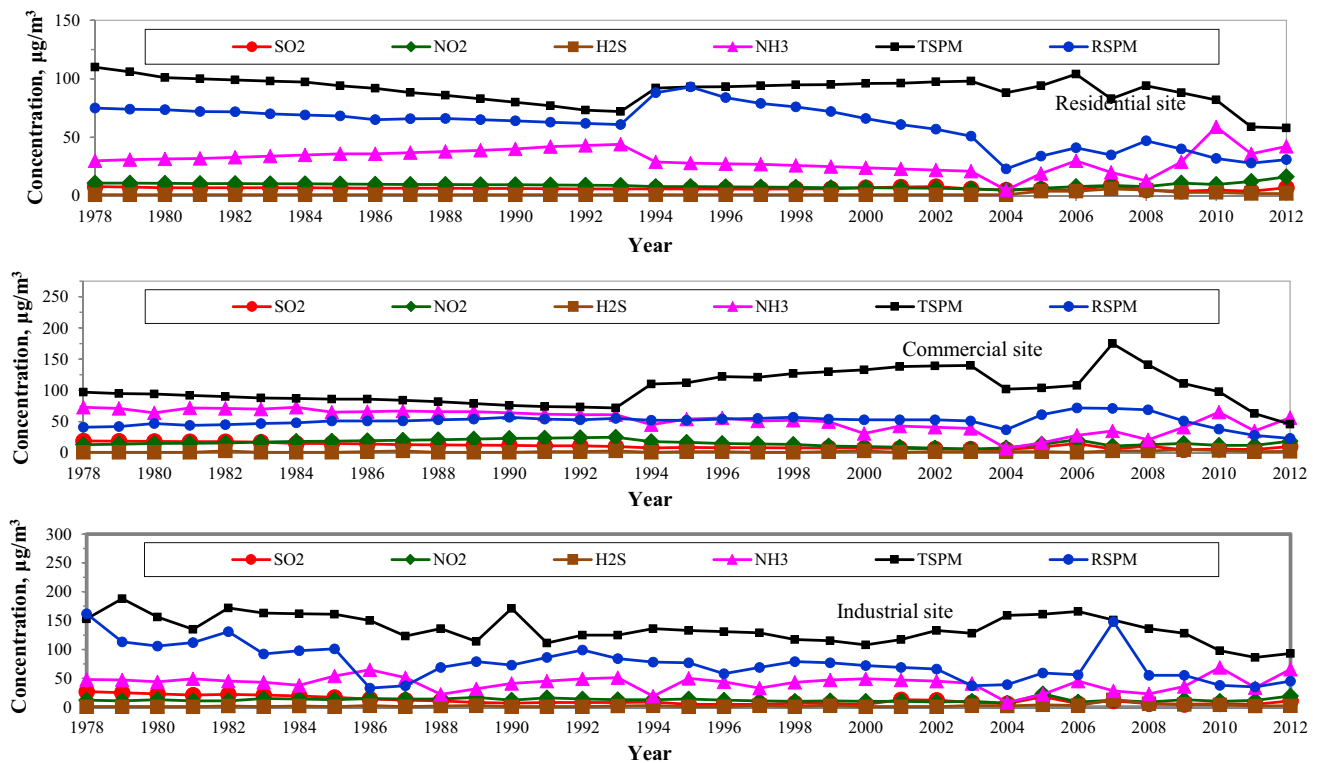 150
SO2 NO2 H2S NH3 TSPM RSPM
100
Residential site
50
0
Concentration, µg/m³
1978 1980 1982 1984 1986 1988 1990 1992 1994 1996 1998 2000 2002 2004 2006 2008 2010 2012
Year
250
SO2 NO2 H2S NH3 TSPM RSPM
200
Commercial site
150
100
50
0
Concentration, µg/m³
1978 1980 1982 1984 1986 1988 1990 1992 1994 1996 1998 2000 2002 2004 2006 2008 2010 2012
Year
300
SO2 NO2 H2S NH3 TSPM RSPM
250
200
Industrial site
150
100
50
0
Concentration, µg/m³
1978 1980 1982 1984 1986 1988 1990 1992 1994 1996 1998 2000 2002 2004 2006 2008 2010 2012
Year